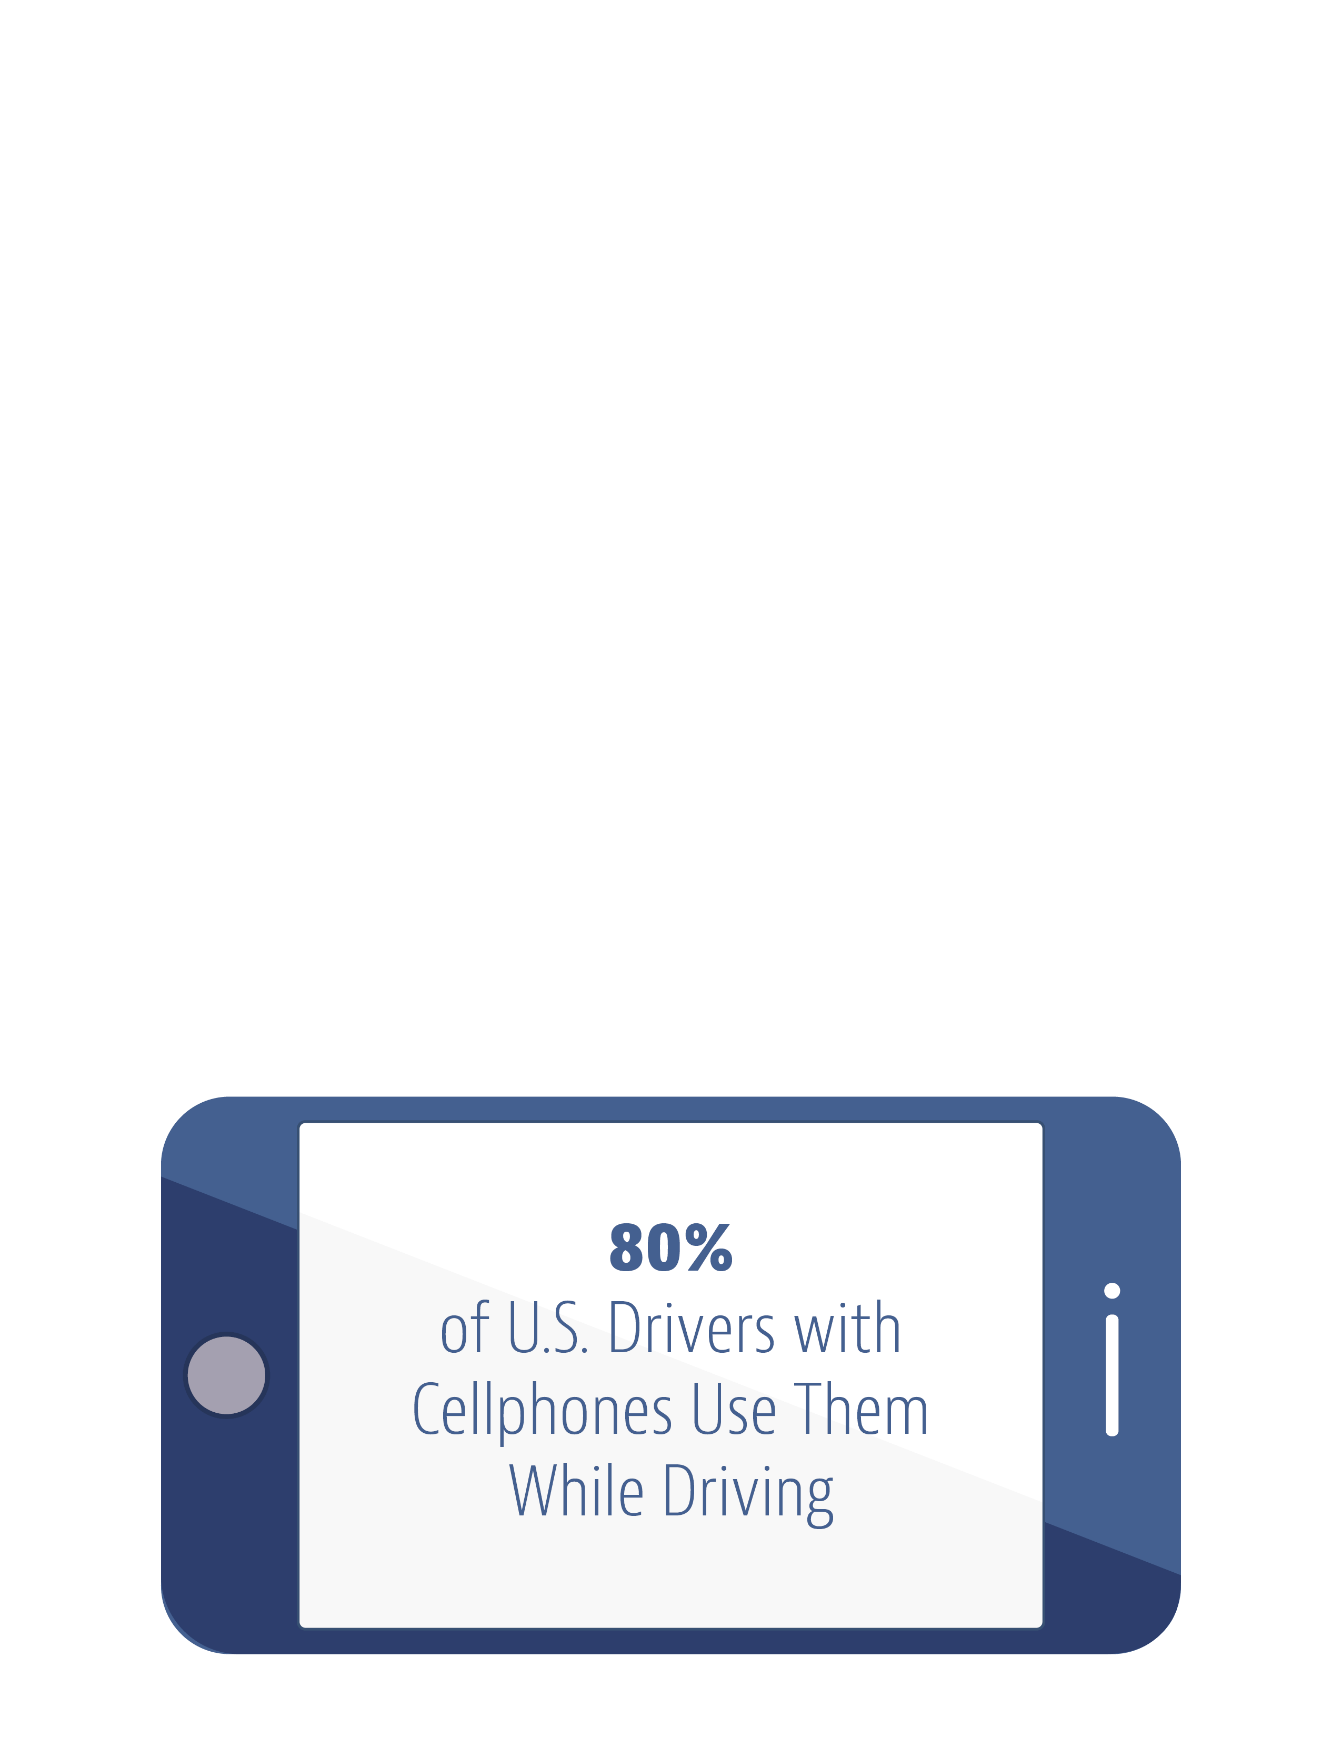 80%
of U.S. Drivers with
Cellphones Use Them
While Driving